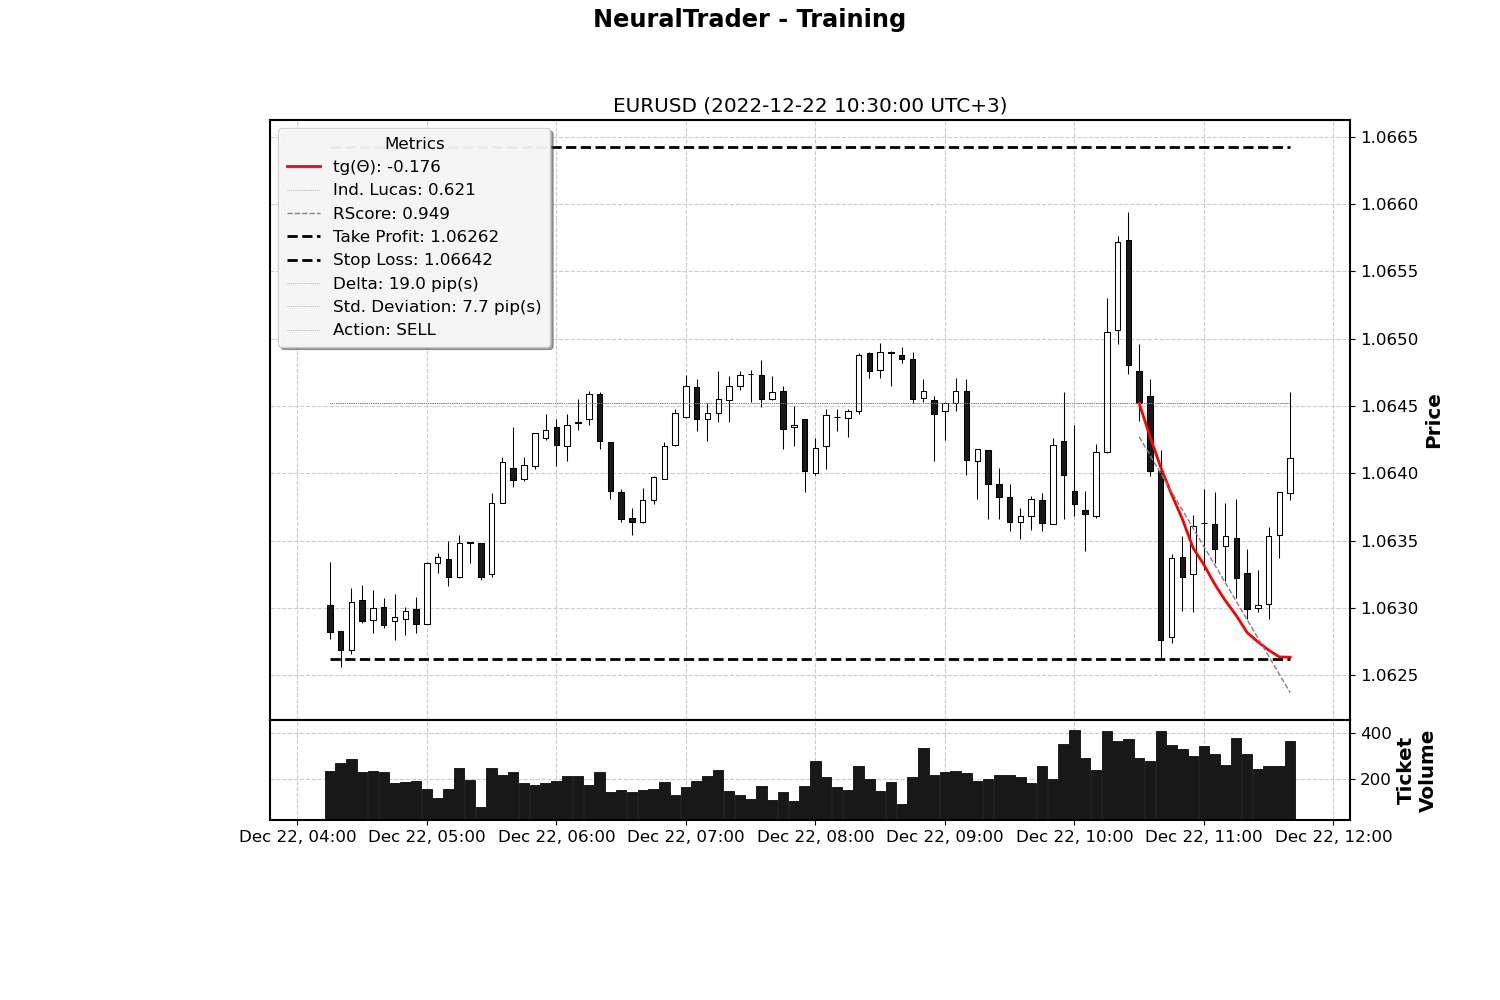 NeuralTrader - Training
EURUSD (2022-12-22 10:30:00 UTC+3)
Metrics
tg(Θ): -0.176
Ind. Lucas: 0.621
RScore: 0.949
Take Profit: 1.06262
Stop Loss: 1.06642
Delta: 19.0 pip(s)
Std. Deviation: 7.7 pip(s)
Action: SELL
1.0665
1.0660
1.0655
1.0650
1.0645
1.0640
1.0635
1.0630
1.0625
Price
400
200
Ticket
Volume
Dec 22, 04:00 Dec 22, 05:00 Dec 22, 06:00 Dec 22, 07:00 Dec 22, 08:00 Dec 22, 09:00 Dec 22, 10:00 Dec 22, 11:00 Dec 22, 12:00